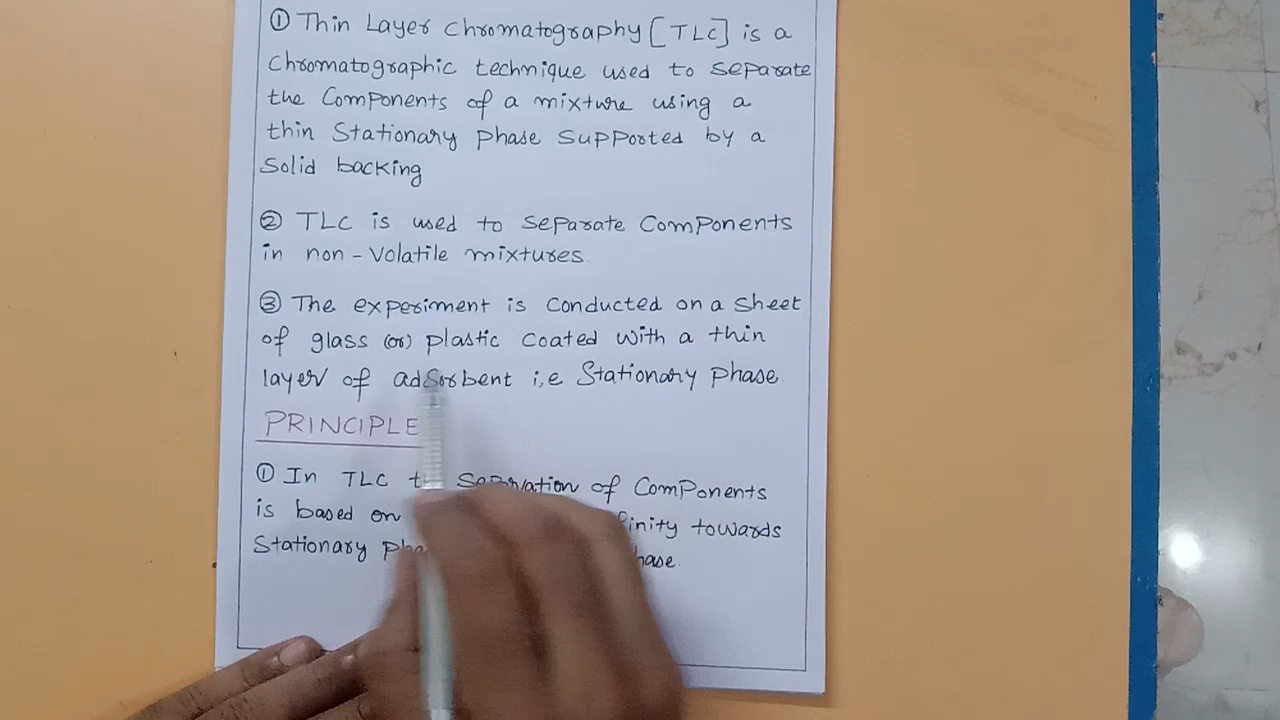 ① Thin Layer Chromatography [TLC] is a
Chromatographic technique used to separate
the Components of a mixture using a
thin Stationary phase supported by a
Solid backing
② TLC is used to separate Components
in non-volatile mixtures.
③ The experiment is Conducted on a sheet
of glass (or) plastic coated with a thin
layer of adsorbent i,e Stationary phase.
PRINCIPLE
① In TLC separation of Components
is based on towards
Stationary